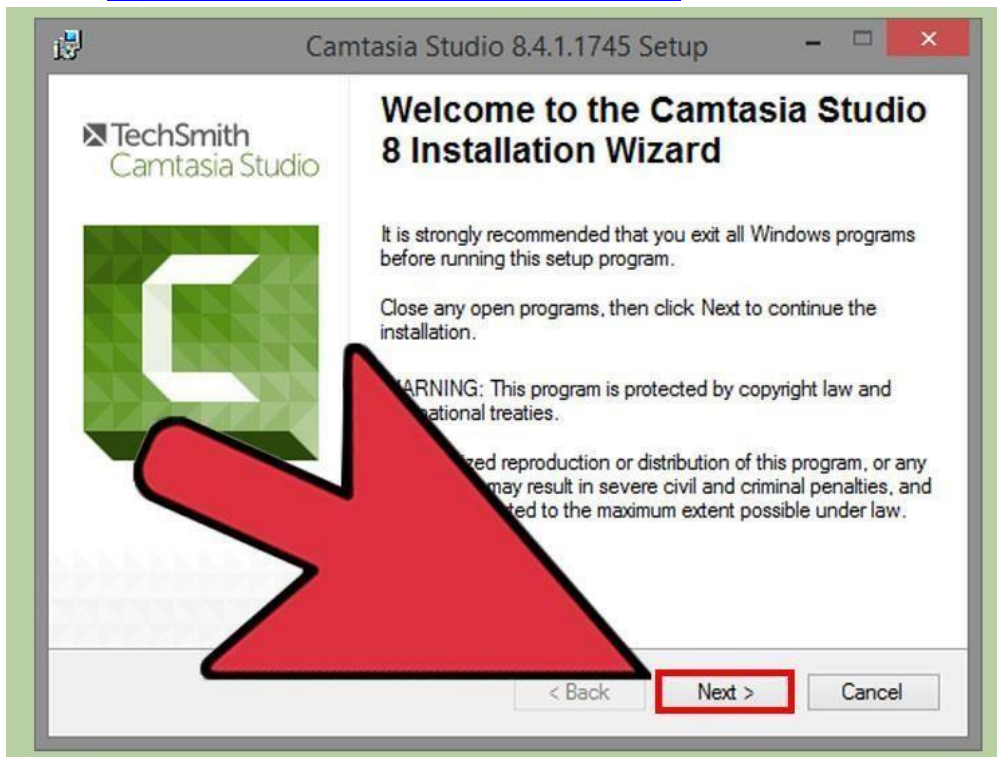 Camtasia Studio 8.4.1.1745 Setup
TechSmith
Camtasia Studio
Welcome to the Camtasia Studio
8 Installation Wizard
It is strongly recommended that you exit all Windows programs
before running this setup program.
Close any open programs, then click Next to continue the
installation.
ARNING: This program is protected by copyright law and
national treaties.
zed reproduction or distribution of this program, or any
may result in severe civil and criminal penalties, and
ted to the maximum extent possible under law.
< Back
Next >
Cancel